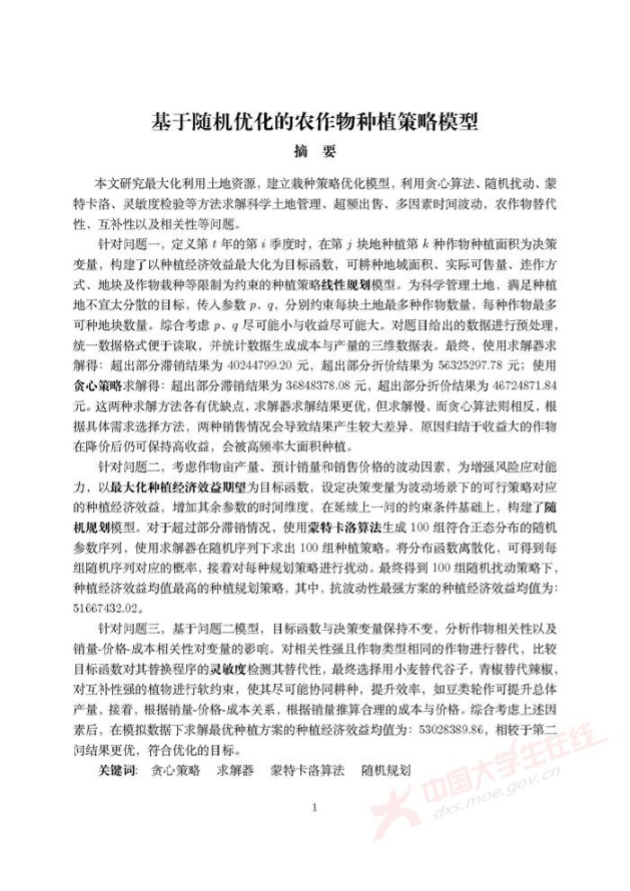 基于随机优化的农作物种植策略模型
摘 要
本文研究最大化利用土地资源，建立栽种策略优化模型，利用贪心算法、随机扰动、蒙
特卡洛、灵敏度检验等方法求解科学土地管理、超额出售、多因素时间波动，农作物替代
性、互补性以及相关性等问题。
针对问题一，定义第 t 年的第 i 季度时，在第 j 块地种植第 k 种作物种植面积为决策
变量，构建了以种植经济效益最大化为目标函数，可耕种地域面积、实际可售量、连作方
式、地块及作物栽种等限制为约束的种植策略线性规划模型。为科学管理土地，满足种植
地不宜太分散的目标，传入参数 p、q，分别约束每块土地最多种作物数量，每种作物最多
可种地块数量。综合考虑 p、q 尽可能小与收益尽可能大。对题目给出的数据进行预处理，
统一数据格式便于读取，并统计数据生成成本与产量的三维数据表。最终，使用求解器求
解得：超出部分滞销结果为 40244799.20 元，超出部分折价结果为 56325297.78 元；使用
贪心策略求解得：超出部分滞销结果为 36848378.08 元，超出部分折价结果为 46724871.84
元。这两种求解方法各有优缺点，求解器求解结果更优，但求解慢，而贪心算法则相反，根
据具体需求选择方法，两种销售情况会导致结果产生较大差异，原因归结于收益大的作物
在降价后仍可保持高收益，会被高频率大面积种植。
针对问题二，考虑作物亩产量、预计销量和销售价格的波动因素，为增强风险应对能
力，以最大化种植经济效益期望为目标函数，设定决策变量为波动场景下的可行策略对应
的种植经济效益，增加其余参数的时间维度，在延续上一问的约束条件基础上，构建了随
机规划模型。对于超过部分滞销情况，使用蒙特卡洛算法生成 100 组符合正态分布的随机
参数序列，使用求解器在随机序列下求出 100 组种植策略。将分布函数离散化，可得到每
组随机序列对应的概率，接着对每种规划策略进行扰动。最终得到 100 组随机扰动策略下，
种植经济效益均值最高的种植规划策略，其中，抗波动性最强方案的种植经济效益均值为：
51667432.02。
针对问题三，基于问题二模型，目标函数与决策变量保持不变，分析作物相关性以及
销量-价格-成本相关性对变量的影响。对相关性强且作物类型相同的作物进行替代，比较
目标函数对其替换程序的灵敏度检测其替代性，最终选择用小麦替代谷子，青椒替代辣椒，
对互补性强的植物进行软约束，使其尽可能协同耕种，提升效率，如豆类轮作可提升总体
产量，接着，根据销量-价格-成本关系，根据销量推算合理的成本与价格。综合考虑上述因
素后，在模拟数据下求解最优种植方案的种植经济效益均值为：53028389.86，相较于第二
问结果更优，符合优化的目标。
关键词: 贪心策略 求解器 蒙特卡洛算法 随机规划
中国大学生在线
dxs.moe.gov.cn
1